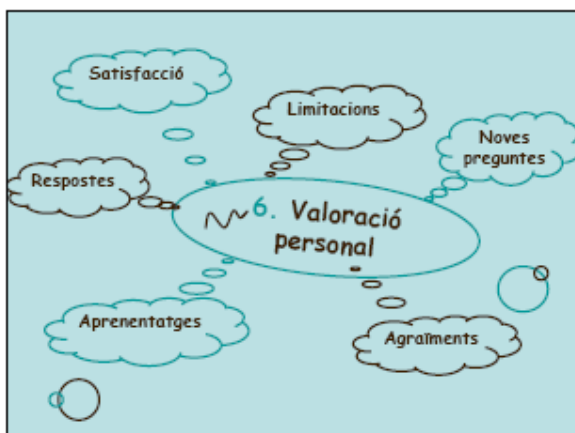 Satisfacció
Limitacions
Noves
preguntes
Respostes
6. Valoració
personal
Aprenentatges
Agraïments